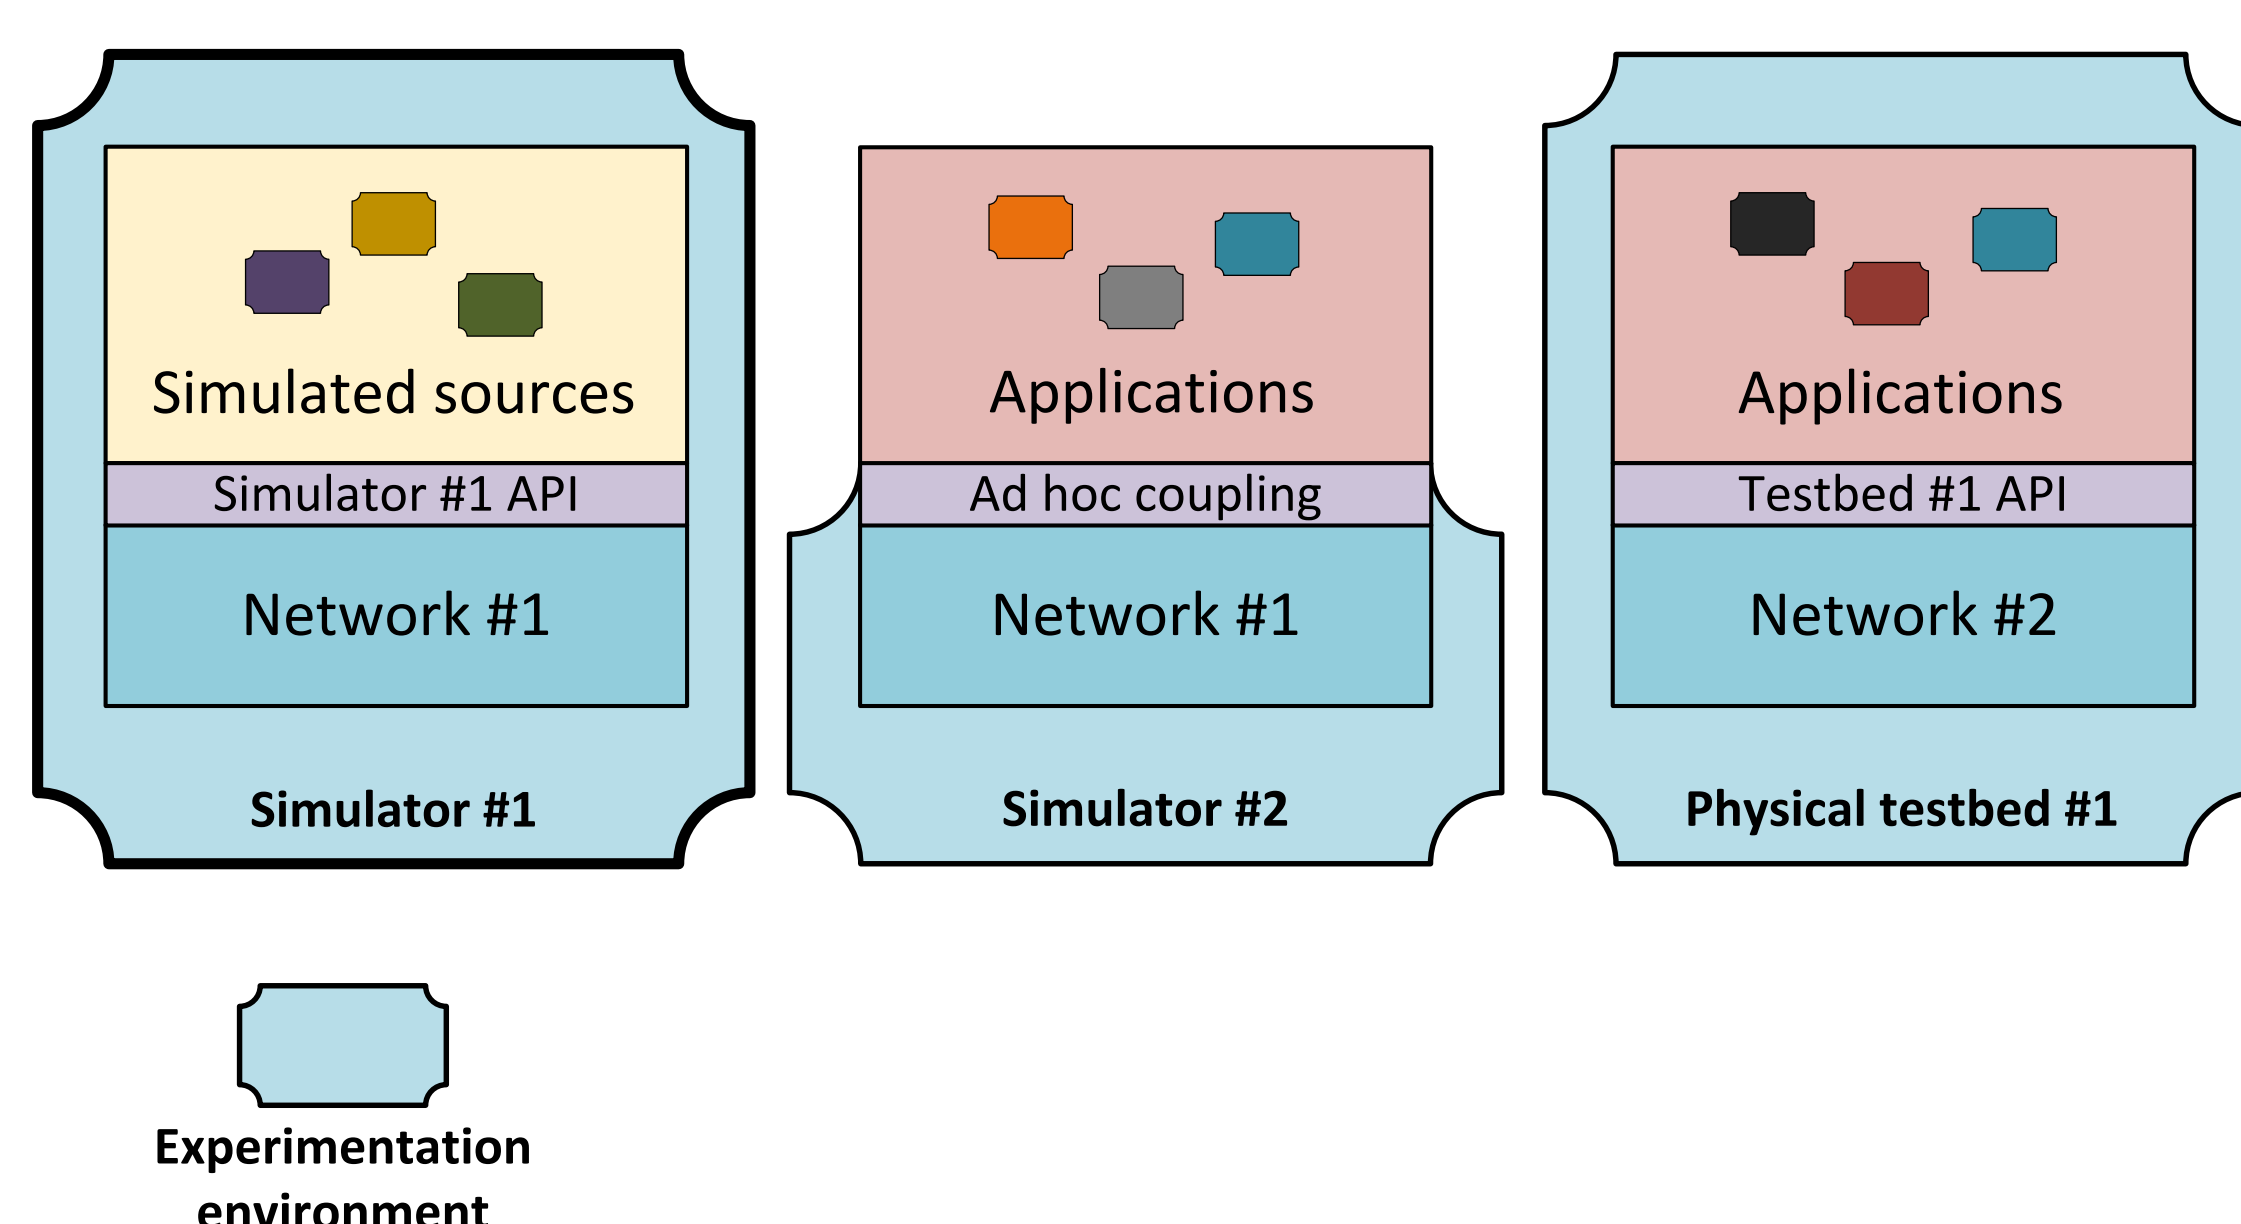 Simulated sources
Simulator #1 API
Network #1
Simulator #1
Applications
Ad hoc coupling
Network #1
Simulator #2
Applications
Testbed #1 API
Network #2
Physical testbed #1
Experimentation
environment